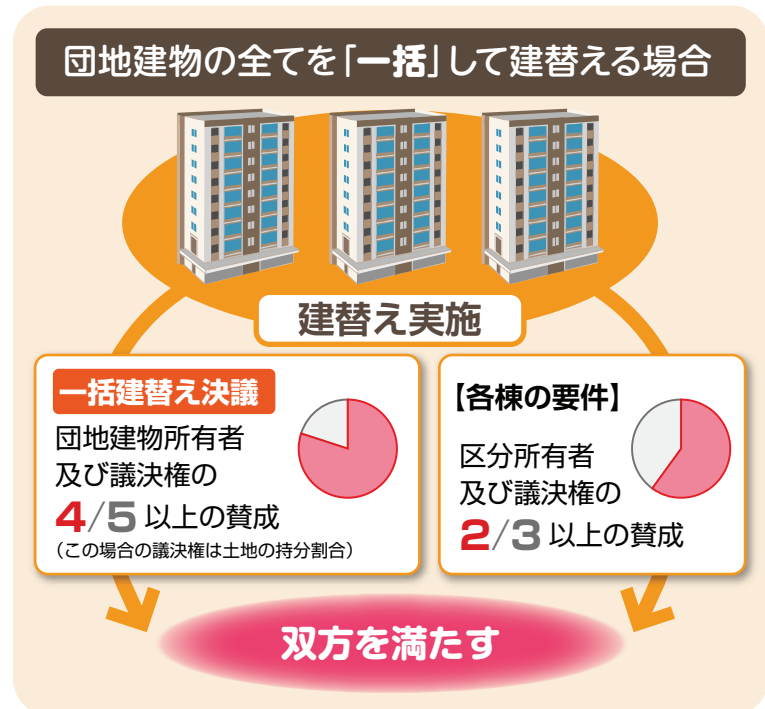 団地建物の全てを「一括」して建替える場合
建替え実施
一括建替え決議
団地建物所有者
及び議決権の
4/5 以上の賛成
(この場合の議決権は土地の持分割合)
【各棟の要件】
区分所有者
及び議決権の
2/3 以上の賛成
双方を満たす